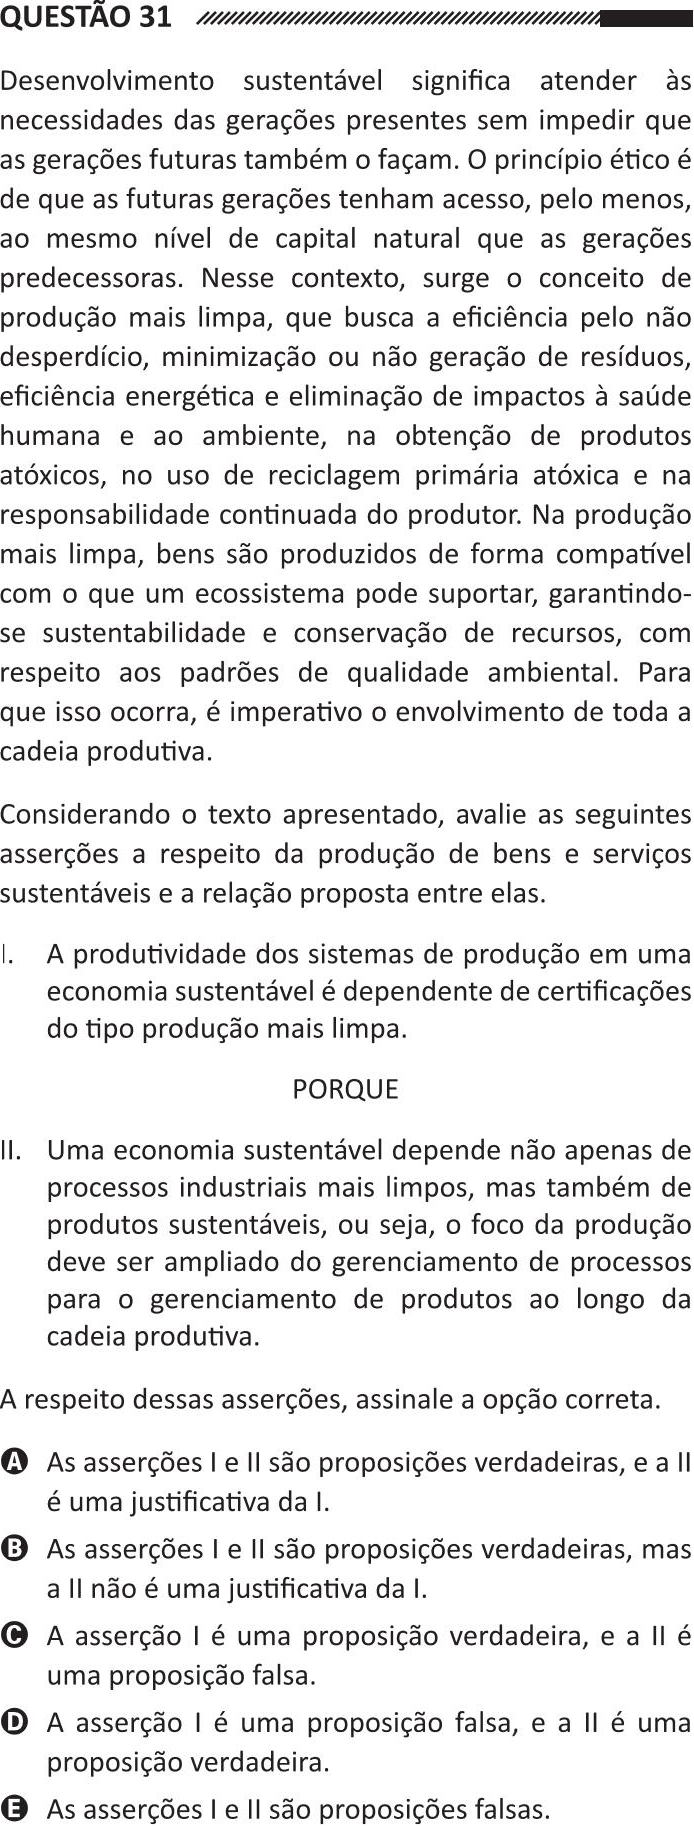 QUESTÃO 31
Desenvolvimento sustentável significa atender às
necessidades das gerações presentes sem impedir que
as gerações futuras também o façam. O princípio ético é
de que as futuras gerações tenham acesso, pelo menos,
ao mesmo nível de capital natural que as gerações
predecessoras. Nesse contexto, surge o conceito de
produção mais limpa, que busca a eficiência pelo não
desperdício, minimização ou não geração de resíduos,
eficiência energética e eliminação de impactos à saúde
humana e ao ambiente, na obtenção de produtos
atóxicos, no uso de reciclagem primária atóxica e na
responsabilidade continuada do produtor. Na produção
mais limpa, bens são produzidos de forma compatível
com o que um ecossistema pode suportar, garantindo-
se sustentabilidade e conservação de recursos, com
respeito aos padrões de qualidade ambiental. Para
que isso ocorra, é imperativo o envolvimento de toda a
cadeia produtiva.
Considerando o texto apresentado, avalie as seguintes
asserções a respeito da produção de bens e serviços
sustentáveis e a relação proposta entre elas.
I. A produtividade dos sistemas de produção em uma
economia sustentável é dependente de certificações
do tipo produção mais limpa.
PORQUE
II. Uma economia sustentável depende não apenas de
processos industriais mais limpos, mas também de
produtos sustentáveis, ou seja, o foco da produção
deve ser ampliado do gerenciamento de processos
para o gerenciamento de produtos ao longo da
cadeia produtiva.
A respeito dessas asserções, assinale a opção correta.
A As asserções I e II são proposições verdadeiras, e a II
é uma justificativa da I.
B As asserções I e II são proposições verdadeiras, mas
a II não é uma justificativa da I.
C A asserção I é uma proposição verdadeira, e a II é
uma proposição falsa.
D A asserção I é uma proposição falsa, e a II é uma
proposição verdadeira.
E As asserções I e II são proposições falsas.